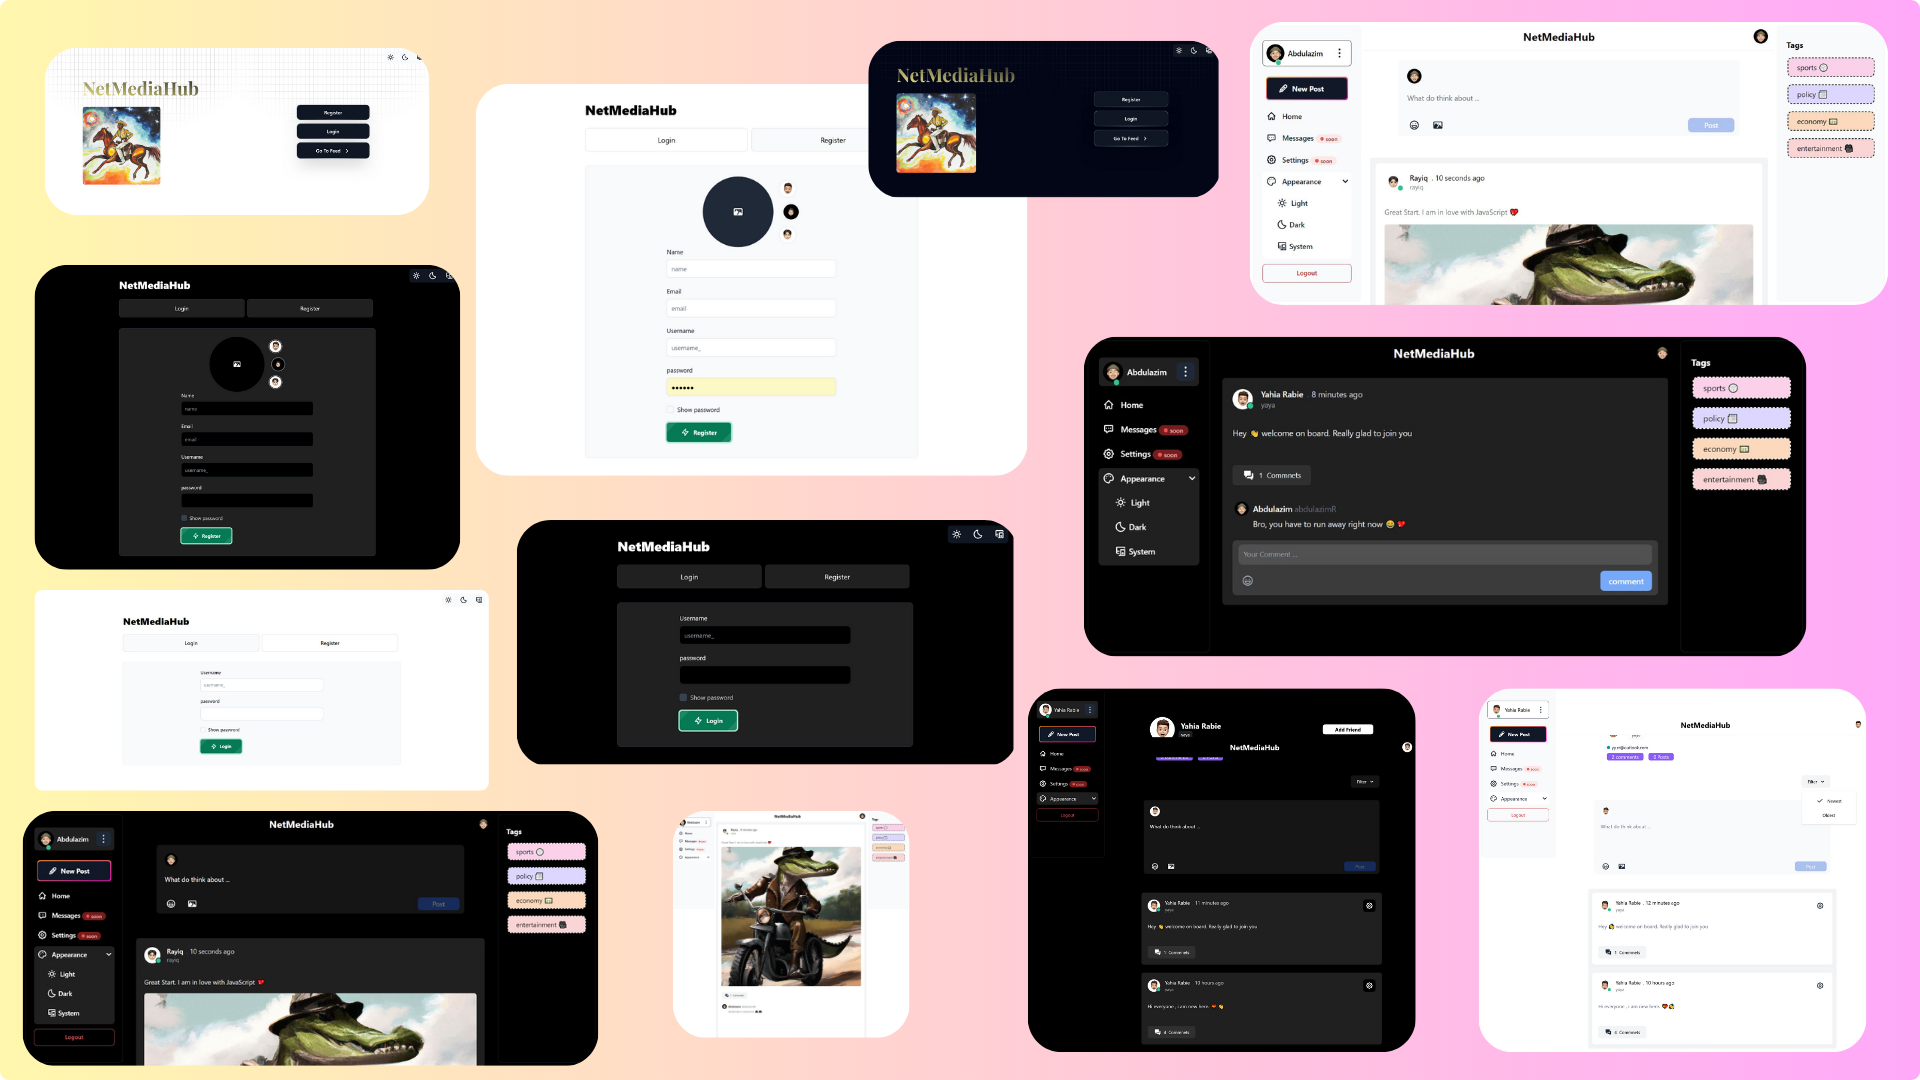 NetMediaHub
Register
Login
Go To Feed
NetMediaHub
Login
Register
Name
name
Email
email
Username
username_
password
••••••
Show password
Register
NetMediaHub
Register
Login
Go To Feed
Abdulazim
New Post
Home
Messages soon
Settings soon
Appearance
Light
Dark
System
Logout
NetMediaHub
What do think about ...
Post
Rayiq . 10 seconds ago
rayiq
Great Start. I am in love with JavaScript
Tags
sports
policy
economy
entertainment
NetMediaHub
Login
Register
Name
name
Email
email
Username
username_
password
Show password
Register
NetMediaHub
Login
Register
Username
username_
password
Show password
Login
NetMediaHub
Login
Register
Username
username_
password
Show password
Login
Abdulazim
Home
Messages soon
Settings soon
Appearance
Light
Dark
System
NetMediaHub
Yahia Rabie . 8 minutes ago
yaya
Hey 👋 welcome on board. Really glad to join you
1 Commnets
Abdulazim abdulazimR
Bro, you have to run away right now
Your Comment ...
comment
Tags
sports
policy
economy
entertainment
Abdulazim
New Post
Home
Messages soon
Settings soon
Appearance
Light
Dark
System
Logout
NetMediaHub
What do think about ...
Post
Rayiq . 10 seconds ago
rayiq
Great Start. I am in love with JavaScript
Tags
sports
policy
economy
entertainment
NetMediaHub
Yahia Rabie
New Post
Home
Messages soon
Settings soon
Appearance
Logout
Yahia Rabie
yaya
Add Friend
NetMediaHub
Filter
What do think about ...
Post
Yahia Rabie . 11 minutes ago
yaya
Hey 👋 welcome on board. Really glad to join you
1 Commnets
Yahia Rabie . 10 hours ago
yaya
Hi everyone , i am new here.
4 Commnets
Yahia Rabie
New Post
Home
Messages soon
Settings soon
Appearance
Logout
NetMediaHub
2 comments
2 Posts
Filter
Newest
Oldest
What do think about ...
Post
Yahia Rabie . 12 minutes ago
yaya
Hey 👋 welcome on board. Really glad to join you
1 Commnets
Yahia Rabie . 10 hours ago
yaya
Hi everyone , i am new here.
4 Commnets